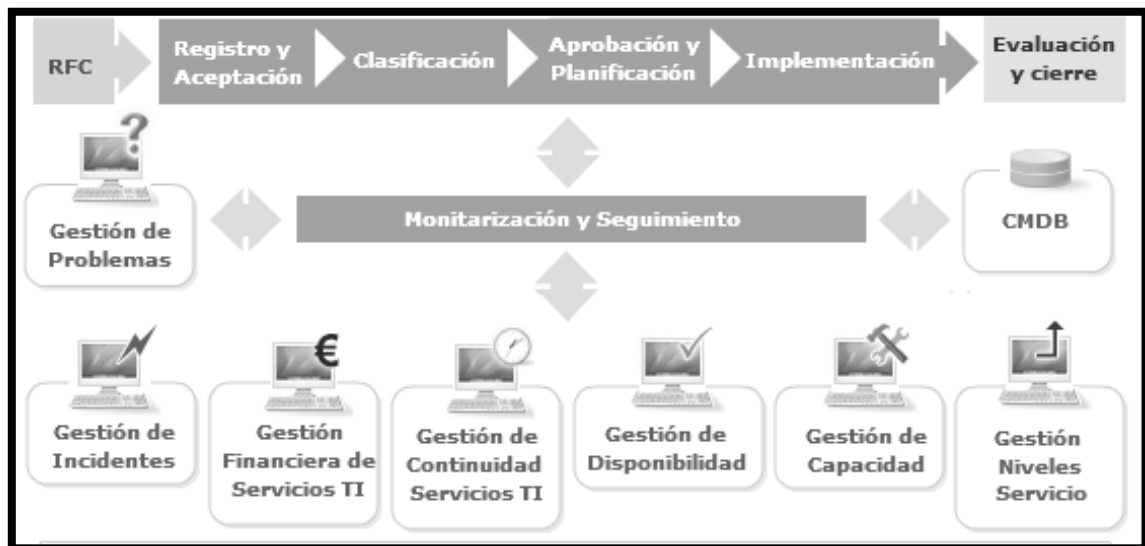 RFC
Registro y
Aceptación
Clasificación
Aprobación y
Planificación
Implementación
Evaluación
y cierre
?
Gestión de
Problemas
Monitarización y Seguimiento
CMDB
Gestión de
Incidentes
€
Gestión
Financiera de
Servicios TI
Gestión de
Continuidad
Servicios TI
Gestión de
Disponibilidad
Gestión de
Capacidad
Gestión
Niveles
Servicio